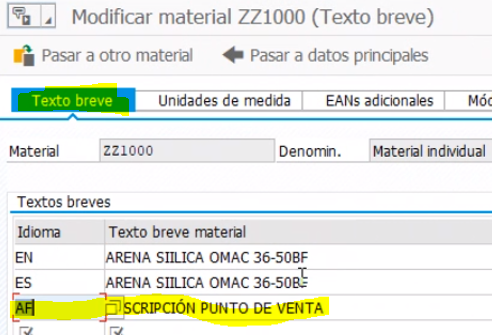 Modificar material ZZ1000 (Texto breve)
Pasar a otro material Pasar a datos principales
Texto breve Unidades de medida EANs adicionales Mód
Material ZZ1000 Denomin. Material individual
Textos breves
Idioma Texto breve material
EN ARENA SIILICA OMAC 36-50BF
ES ARENA SIILICA OMAC 36-50BF
AF SCRIPCIÓN PUNTO DE VENTA